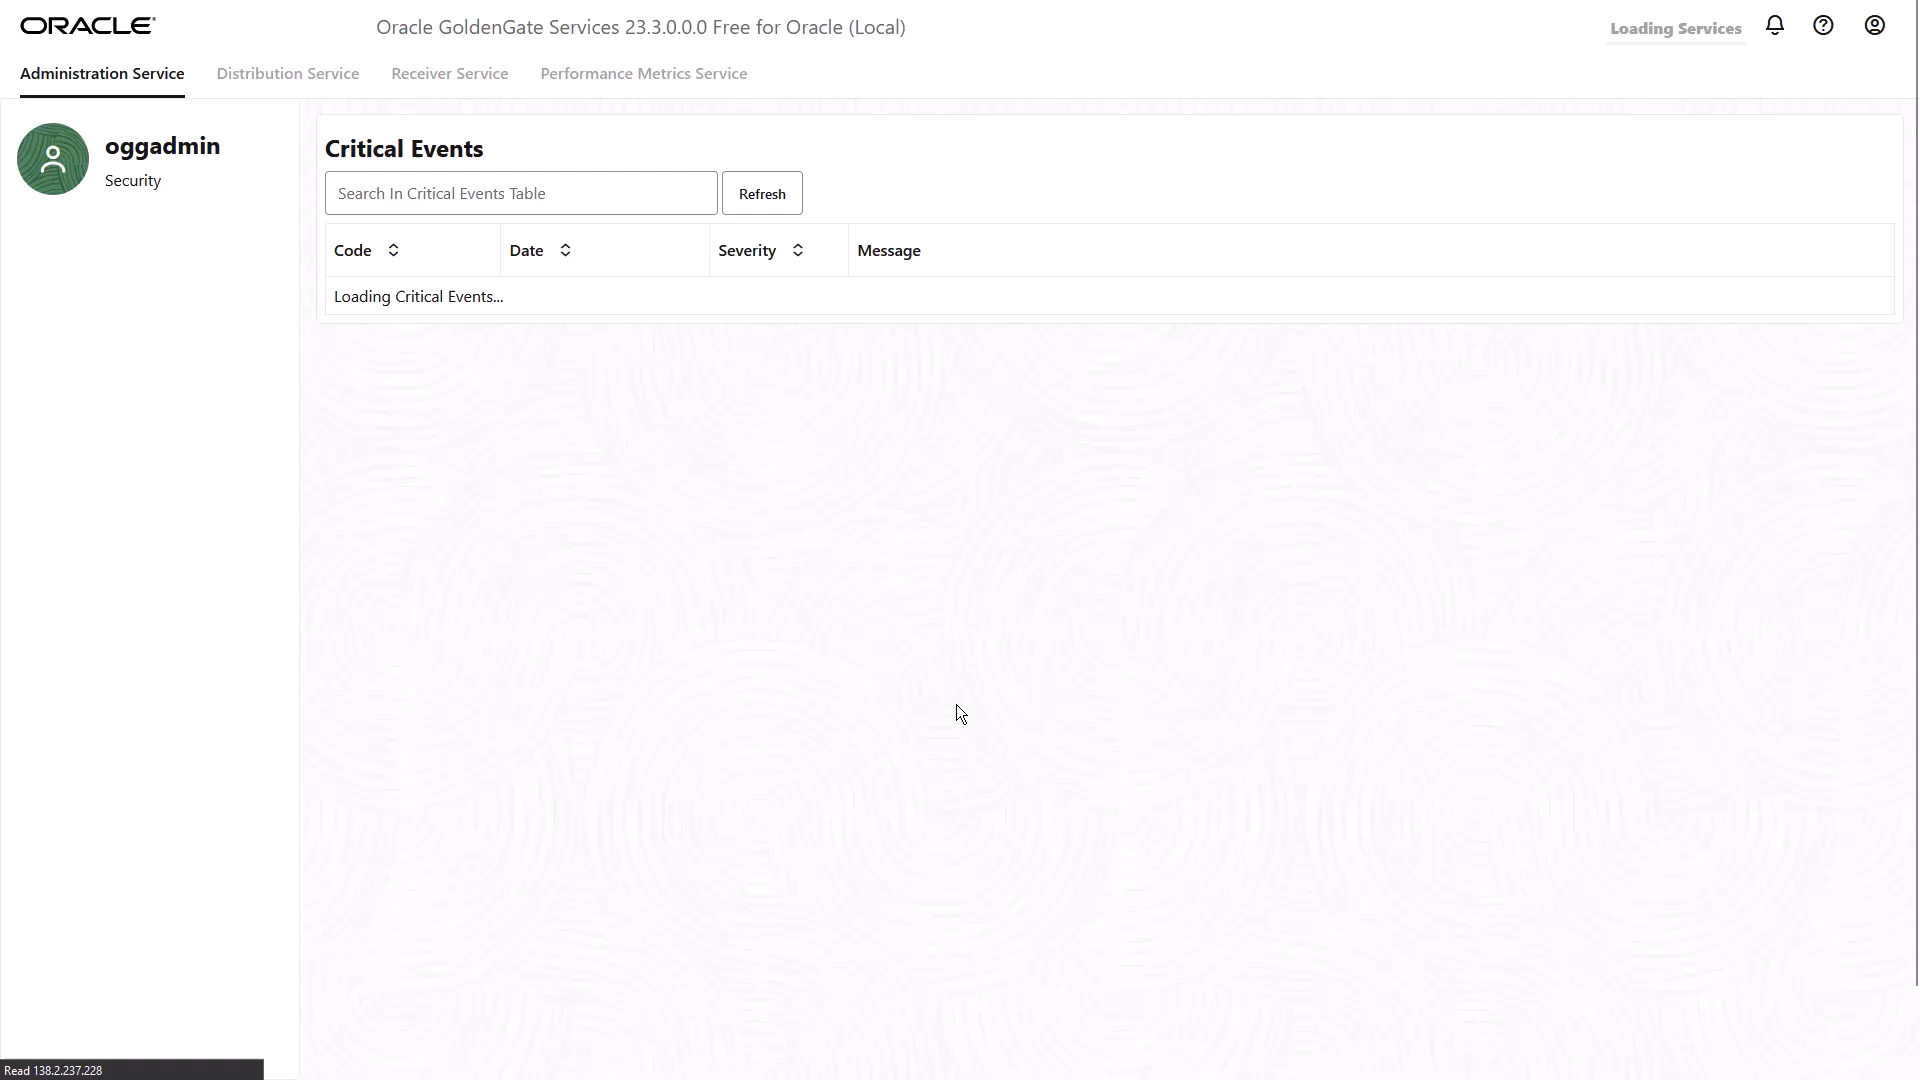 ORACLE
Oracle GoldenGate Services 23.3.0.0.0 Free for Oracle (Local)
Loading Services
Administration Service
Distribution Service
Receiver Service
Performance Metrics Service
oggadmin
Security
Critical Events
Search In Critical Events Table
Refresh
Code
Date
Severity
Message
Loading Critical Events...
Read 138.2.237.228